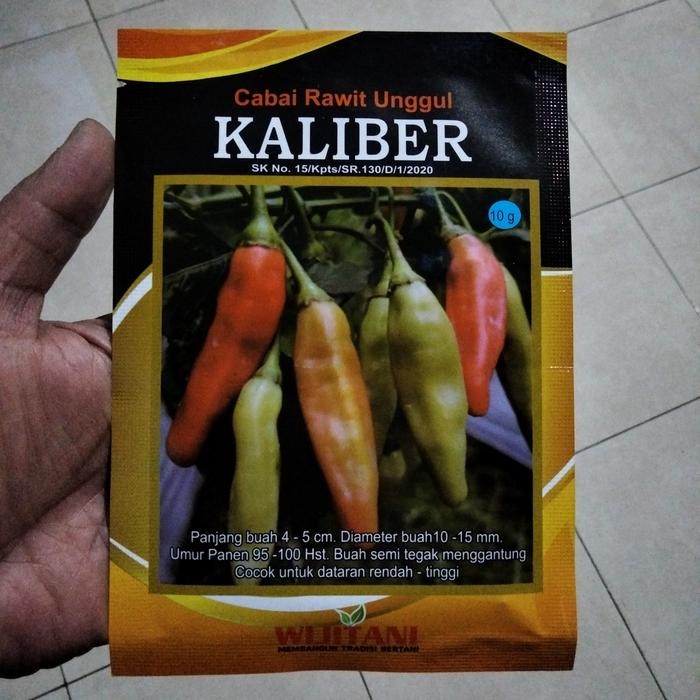 Cabai Rawit Unggul
KALIBER
SK No. 15/Kpts/SR.130/D/1/2020
10 g
Panjang buah 4 - 5 cm. Diameter buah10 -15 mm.
Umur Panen 95 -100 Hst. Buah semi tegak menggantung
Cocok untuk dataran rendah - tinggi
WIJITANI
MEMBANGUN TRADISI BERTANI